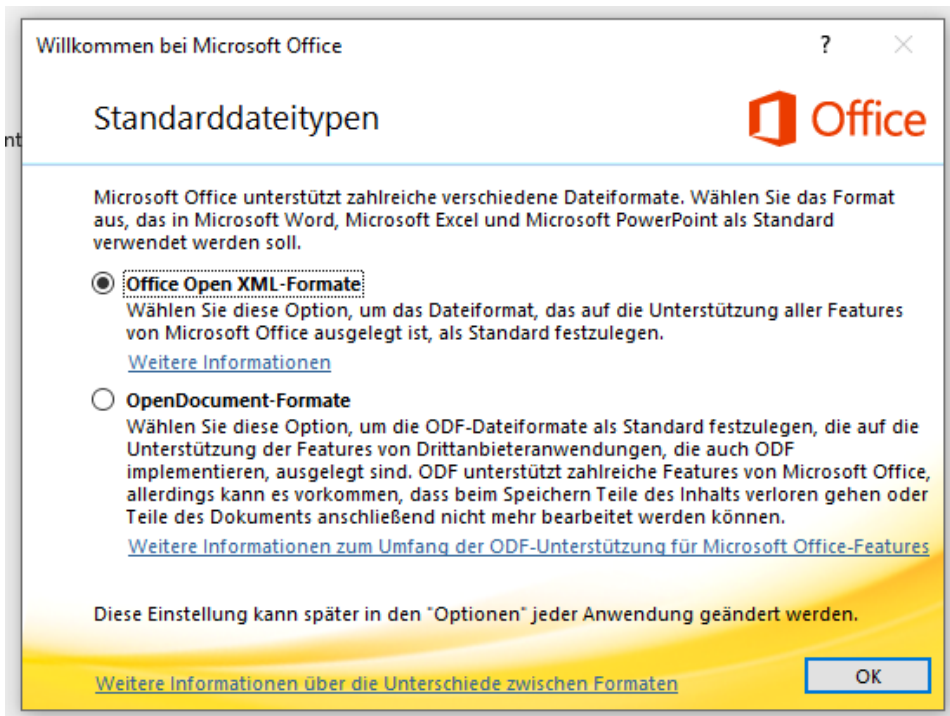 Willkommen bei Microsoft Office
?
Standarddateitypen
Office
nt
Microsoft Office unterstützt zahlreiche verschiedene Dateiformate. Wählen Sie das Format
aus, das in Microsoft Word, Microsoft Excel und Microsoft PowerPoint als Standard
verwendet werden soll.
Office Open XML-Formate
Wählen Sie diese Option, um das Dateiformat, das auf die Unterstützung aller Features
von Microsoft Office ausgelegt ist, als Standard festzulegen.
Weitere Informationen
OpenDocument-Formate
Wählen Sie diese Option, um die ODF-Dateiformate als Standard festzulegen, die auf die
Unterstützung der Features von Drittanbieteranwendungen, die auch ODF
implementieren, ausgelegt sind. ODF unterstützt zahlreiche Features von Microsoft Office,
allerdings kann es vorkommen, dass beim Speichern Teile des Inhalts verloren gehen oder
Teile des Dokuments anschließend nicht mehr bearbeitet werden können.
Weitere Informationen zum Umfang der ODF-Unterstützung für Microsoft Office-Features
Diese Einstellung kann später in den "Optionen" jeder Anwendung geändert werden.
Weitere Informationen über die Unterschiede zwischen Formaten
OK